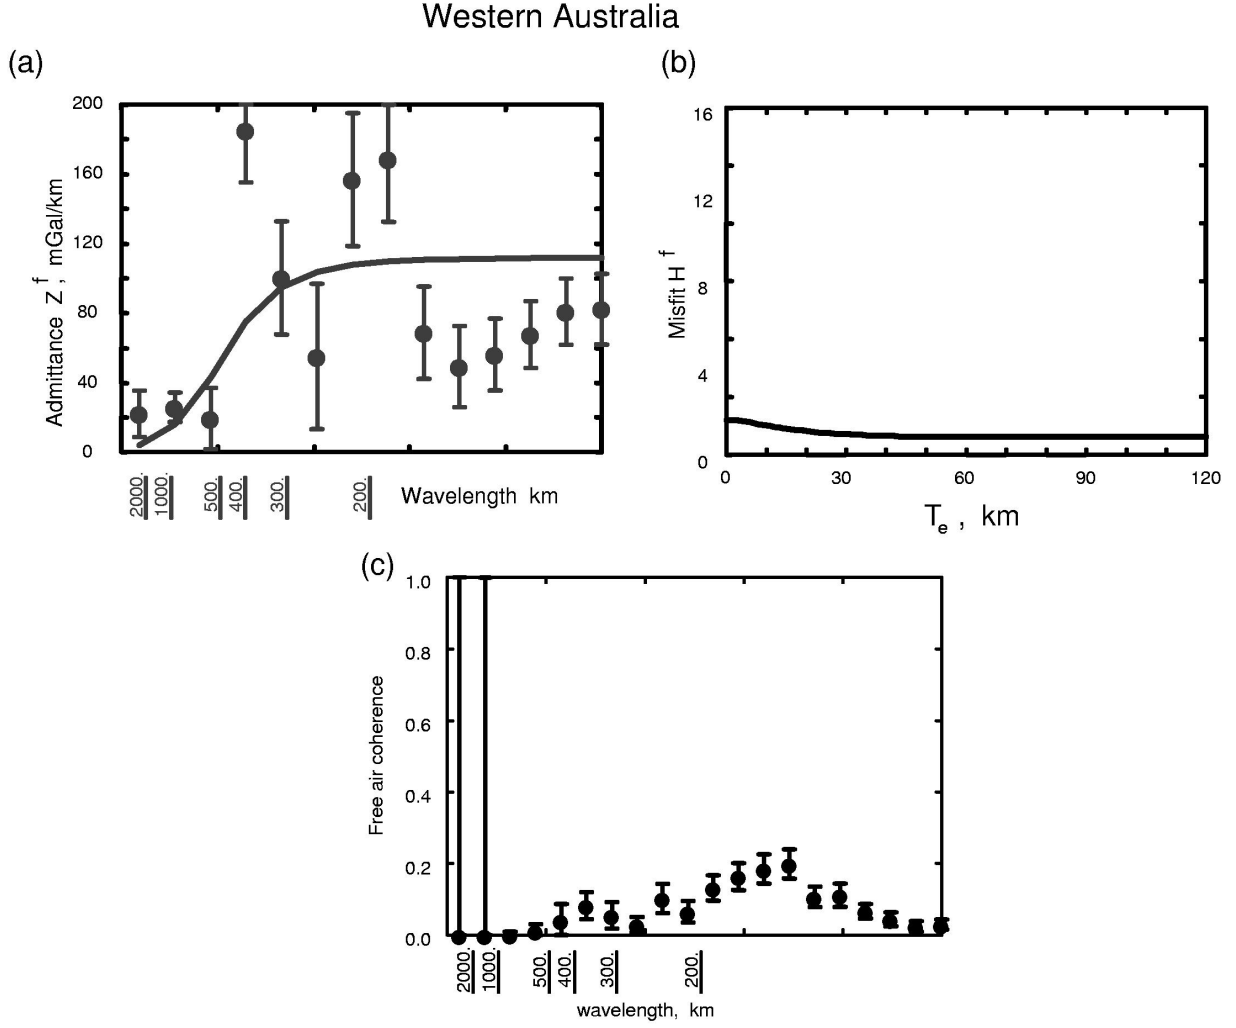 Western Australia
(a)
200
160
120
80
40
0
Admittance Z^f, mGal/km
2000.
1000.
500.
400.
300.
200.
Wavelength km
(b)
16
12
8
4
0
Misfit H^f
0 30 60 90 120
T_e , km
(c)
1.0
0.8
0.6
0.4
0.2
0.0
Free air coherence
2000.
1000.
500.
400.
300.
200.
wavelength, km